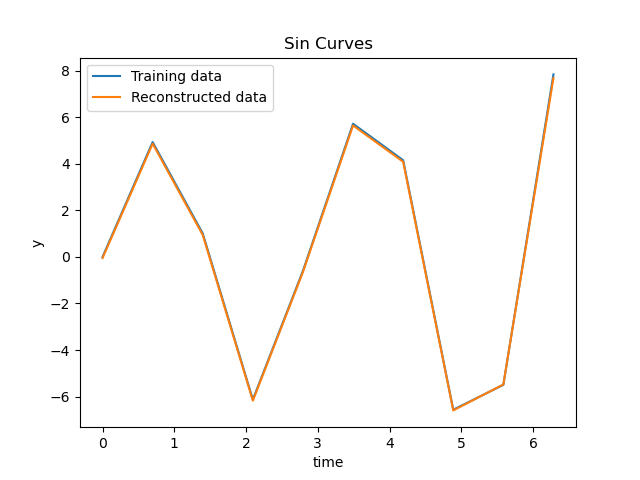 Sin Curves
Training data
Reconstructed data
8
6
4
2
0
−2
−4
−6
y
0 1 2 3 4 5 6
time